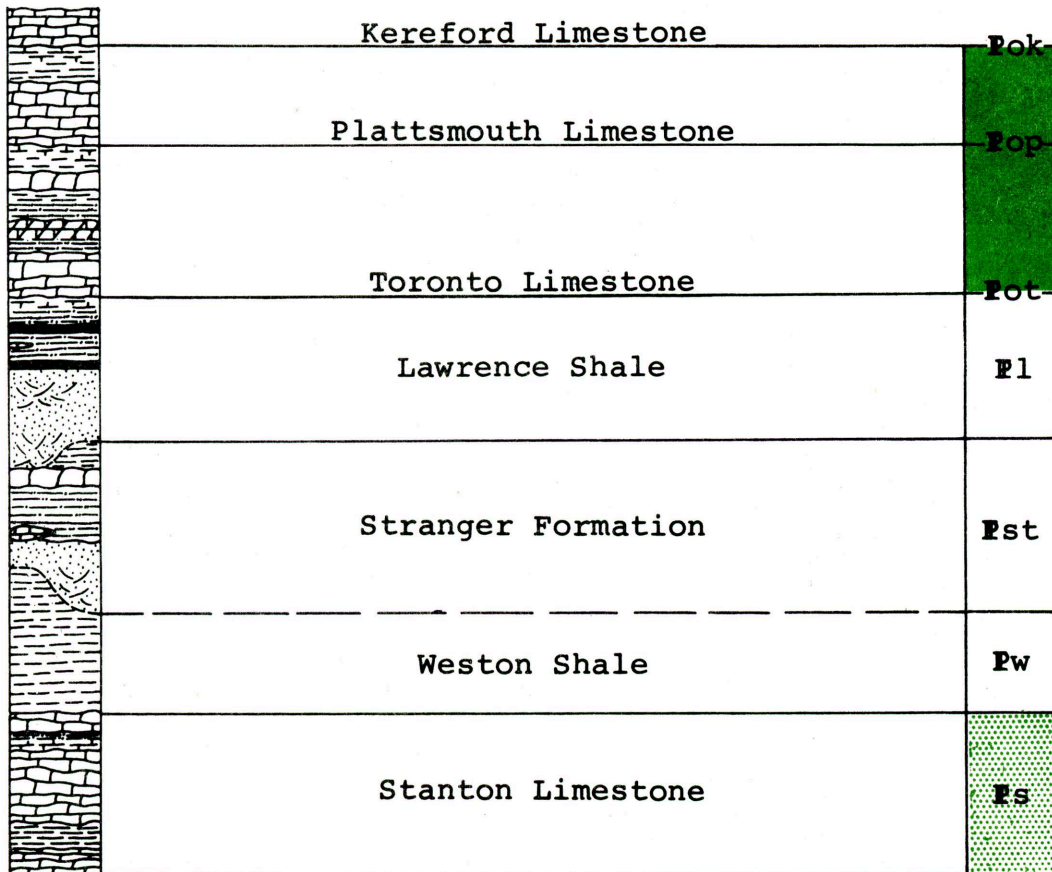 Kereford Limestone ℙok
Plattsmouth Limestone ℙop
Toronto Limestone ℙot
Lawrence Shale ℙl
Stranger Formation ℙst
Weston Shale ℙw
Stanton Limestone ℙs